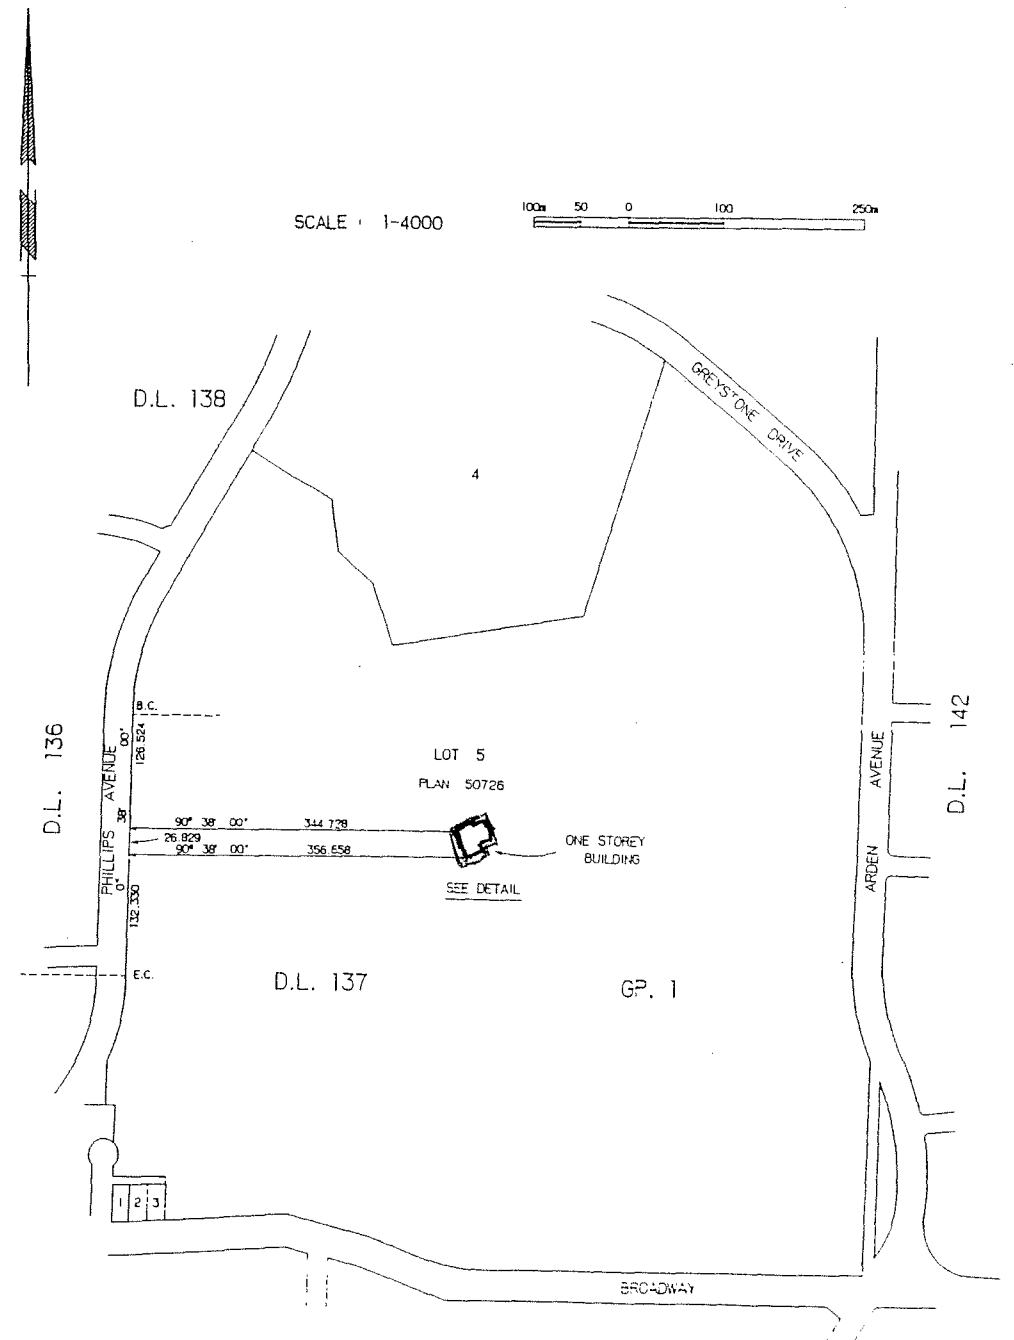 100m 50 0 100 250m
SCALE : 1-4000
GREYSTONE DRIVE
D.L. 138
4
B.C.
126.524
D.L. 136
PHILLIPS AVENUE
0° 38' 00"
LOT 5
PLAN 50726
D.L. 142
ARDEN AVENUE
90° 38' 00" 344.728
26.829
90° 38' 00" 356.658
ONE STOREY
BUILDING
SEE DETAIL
132.330
E.C.
D.L. 137
GP. 1
1 2 3
BROADWAY